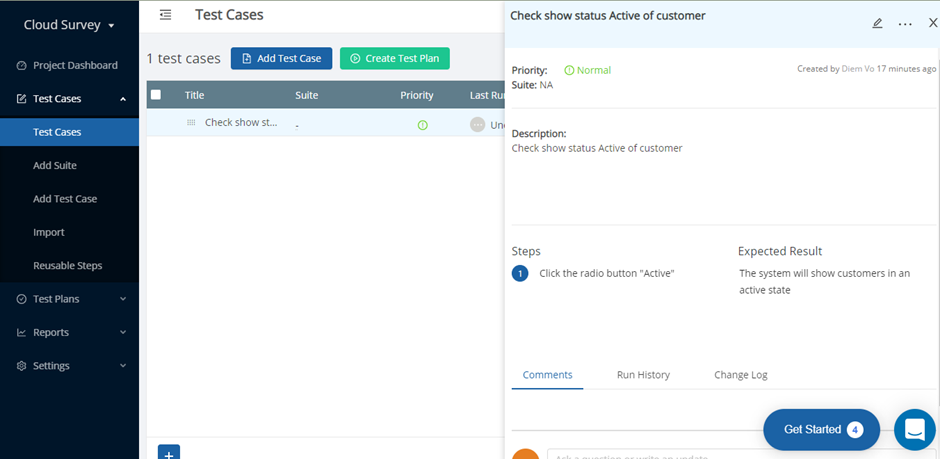 Cloud Survey
Project Dashboard
Test Cases
Test Cases
Add Suite
Add Test Case
Import
Reusable Steps
Test Plans
Reports
Settings
Test Cases
1 test cases
Add Test Case
Create Test Plan
Title Suite Priority Last Ru
Check show st... -
Check show status Active of customer
Priority: Normal
Created by Diem Vo 17 minutes ago
Suite: NA
Description:
Check show status Active of customer
Steps Expected Result
1 Click the radio button "Active" The system will show customers in an
active state
Comments Run History Change Log
Get Started 4
Ask a question or write an update